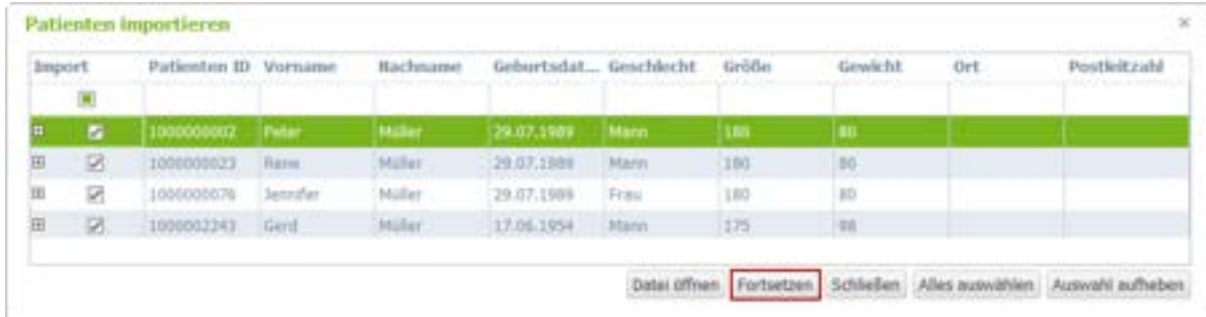 Patienten importieren
Import Patienten ID Vorname Nachname Geburtsdat... Geschlecht Größe Gewicht Ort Postleitzahl
1000000002 Peter Müller 29.07.1989 Mann 180 80
1000000023 Rene Müller 29.07.1989 Mann 180 80
1000000076 Jennifer Müller 29.07.1989 Frau 180 80
1000002243 Gerd Müller 17.06.1954 Mann 175 88
Datei öffnen Fortsetzen Schließen Alles auswählen Auswahl aufheben